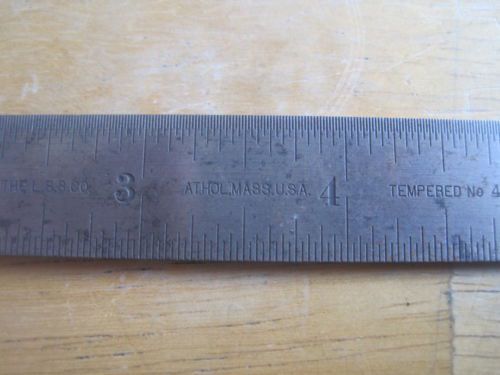 THE L.S.S.CO. 3 ATHOL, MASS. U.S.A. 4 TEMPERED No 4